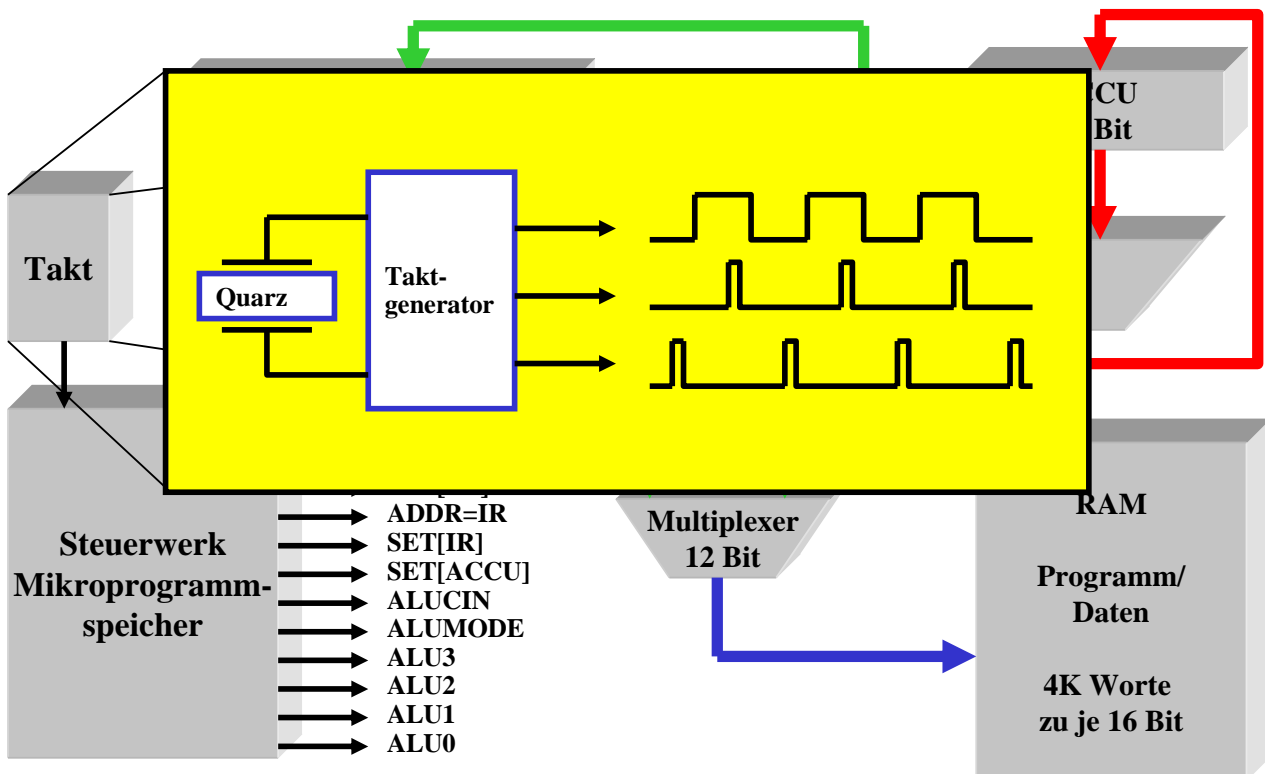 CCU
Bit
Takt
Quarz
Takt-
generator
ADDR=IR
SET[IR]
SET[ACCU]
ALUCIN
ALUMODE
ALU3
ALU2
ALU1
ALU0
Steuerwerk
Mikroprogramm-
speicher
Multiplexer
12 Bit
RAM
Programm/
Daten
4K Worte
zu je 16 Bit